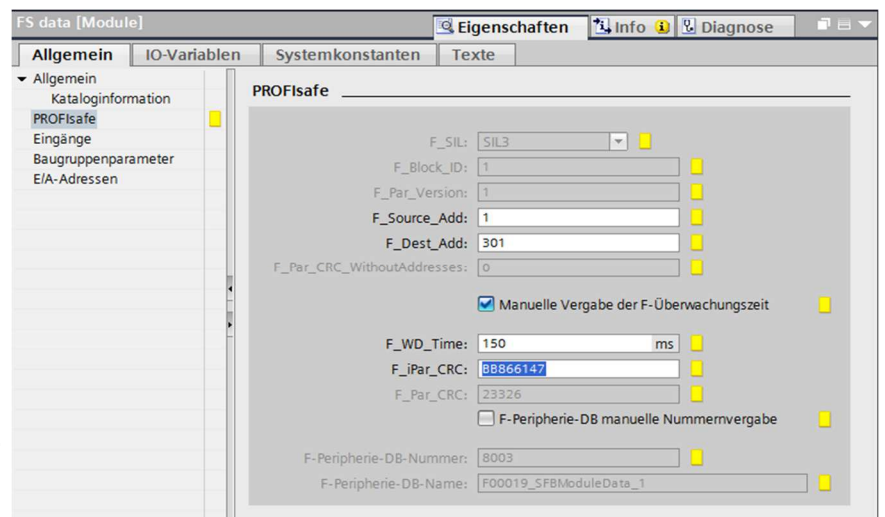 FS data [Module]
Eigenschaften Info Diagnose
Allgemein IO-Variablen Systemkonstanten Texte
Allgemein
Kataloginformation
PROFIsafe
Eingänge
Baugruppenparameter
E/A-Adressen
PROFIsafe
F_SIL: SIL3
F_Block_ID: 1
F_Par_Version: 1
F_Source_Add: 1
F_Dest_Add: 301
F_Par_CRC_WithoutAddresses: 0
Manuelle Vergabe der F-Überwachungszeit
F_WD_Time: 150 ms
F_iPar_CRC: BB866147
F_Par_CRC: 23326
F-Peripherie-DB manuelle Nummernvergabe
F-Peripherie-DB-Nummer: 8003
F-Peripherie-DB-Name: F00019_SFBModuleData_1